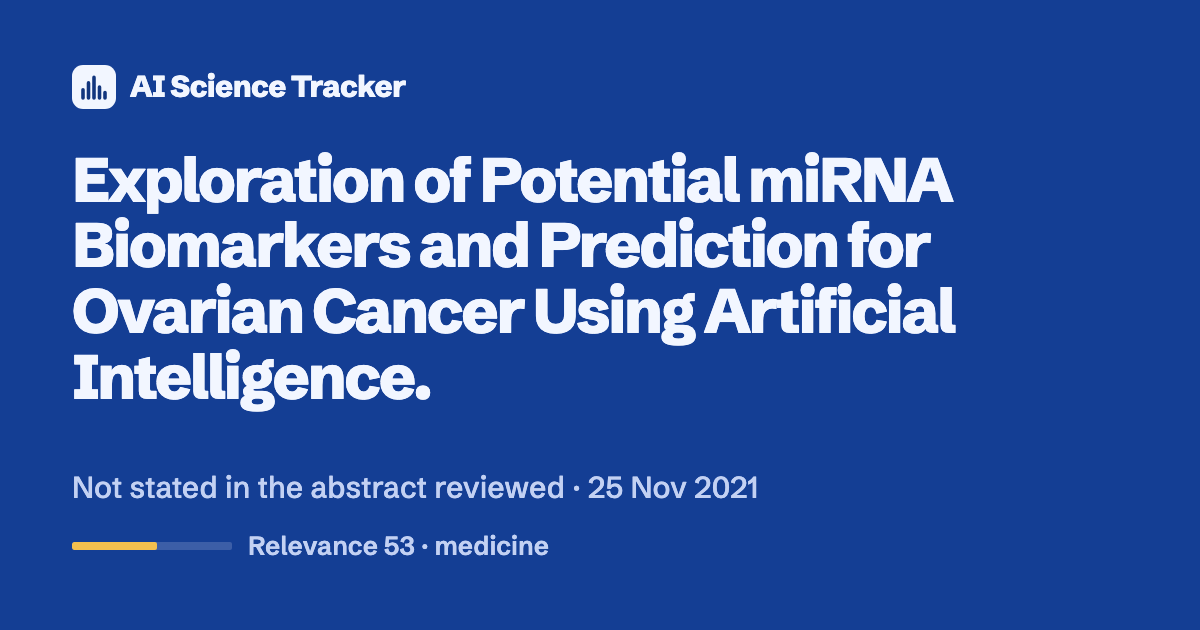 AI Science Tracker
Exploration of Potential miRNA
Biomarkers and Prediction for
Ovarian Cancer Using Artificial
Intelligence.
Not stated in the abstract reviewed · 25 Nov 2021
Relevance 53 · medicine